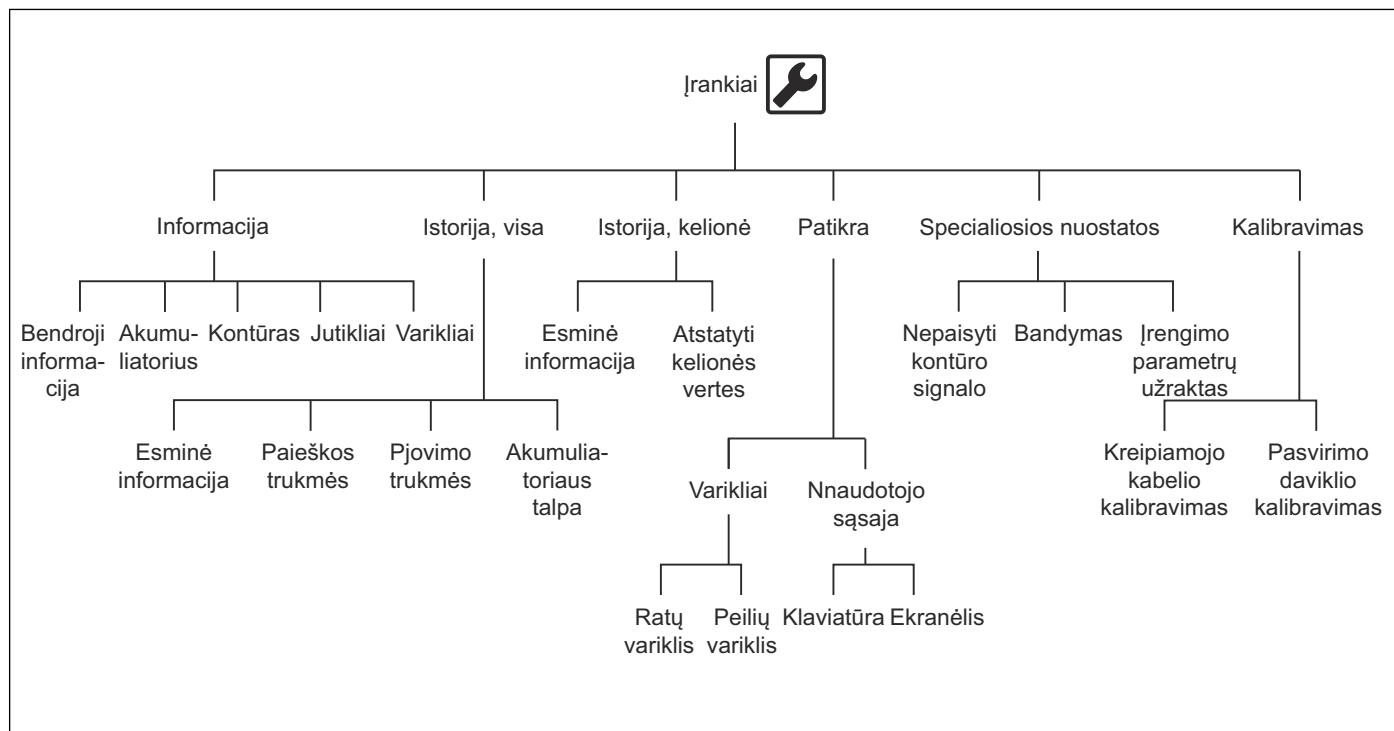 Įrankiai
Informacija
Istorija, visa
Istorija, kelionė
Patikra
Specialiosios nuostatos
Kalibravimas
Bendroji
informa-
cija
Akumu-
liatorius
Kontūras
Jutikliai
Varikliai
Esminė
informacija
Atstatyti
kelionės
vertes
Nepaisyti
kontūro
signalo
Bandymas
Įrengimo
parametrų
užraktas
Esminė
informacija
Paieškos
trukmės
Pjovimo
trukmės
Akumulia-
toriaus
talpa
Varikliai
Nnaudotojo
sąsaja
Kreipiamojo
kabelio
kalibravimas
Pasvirimo
daviklio
kalibravimas
Ratų
variklis
Peilių
variklis
Klaviatūra
Ekranėlis